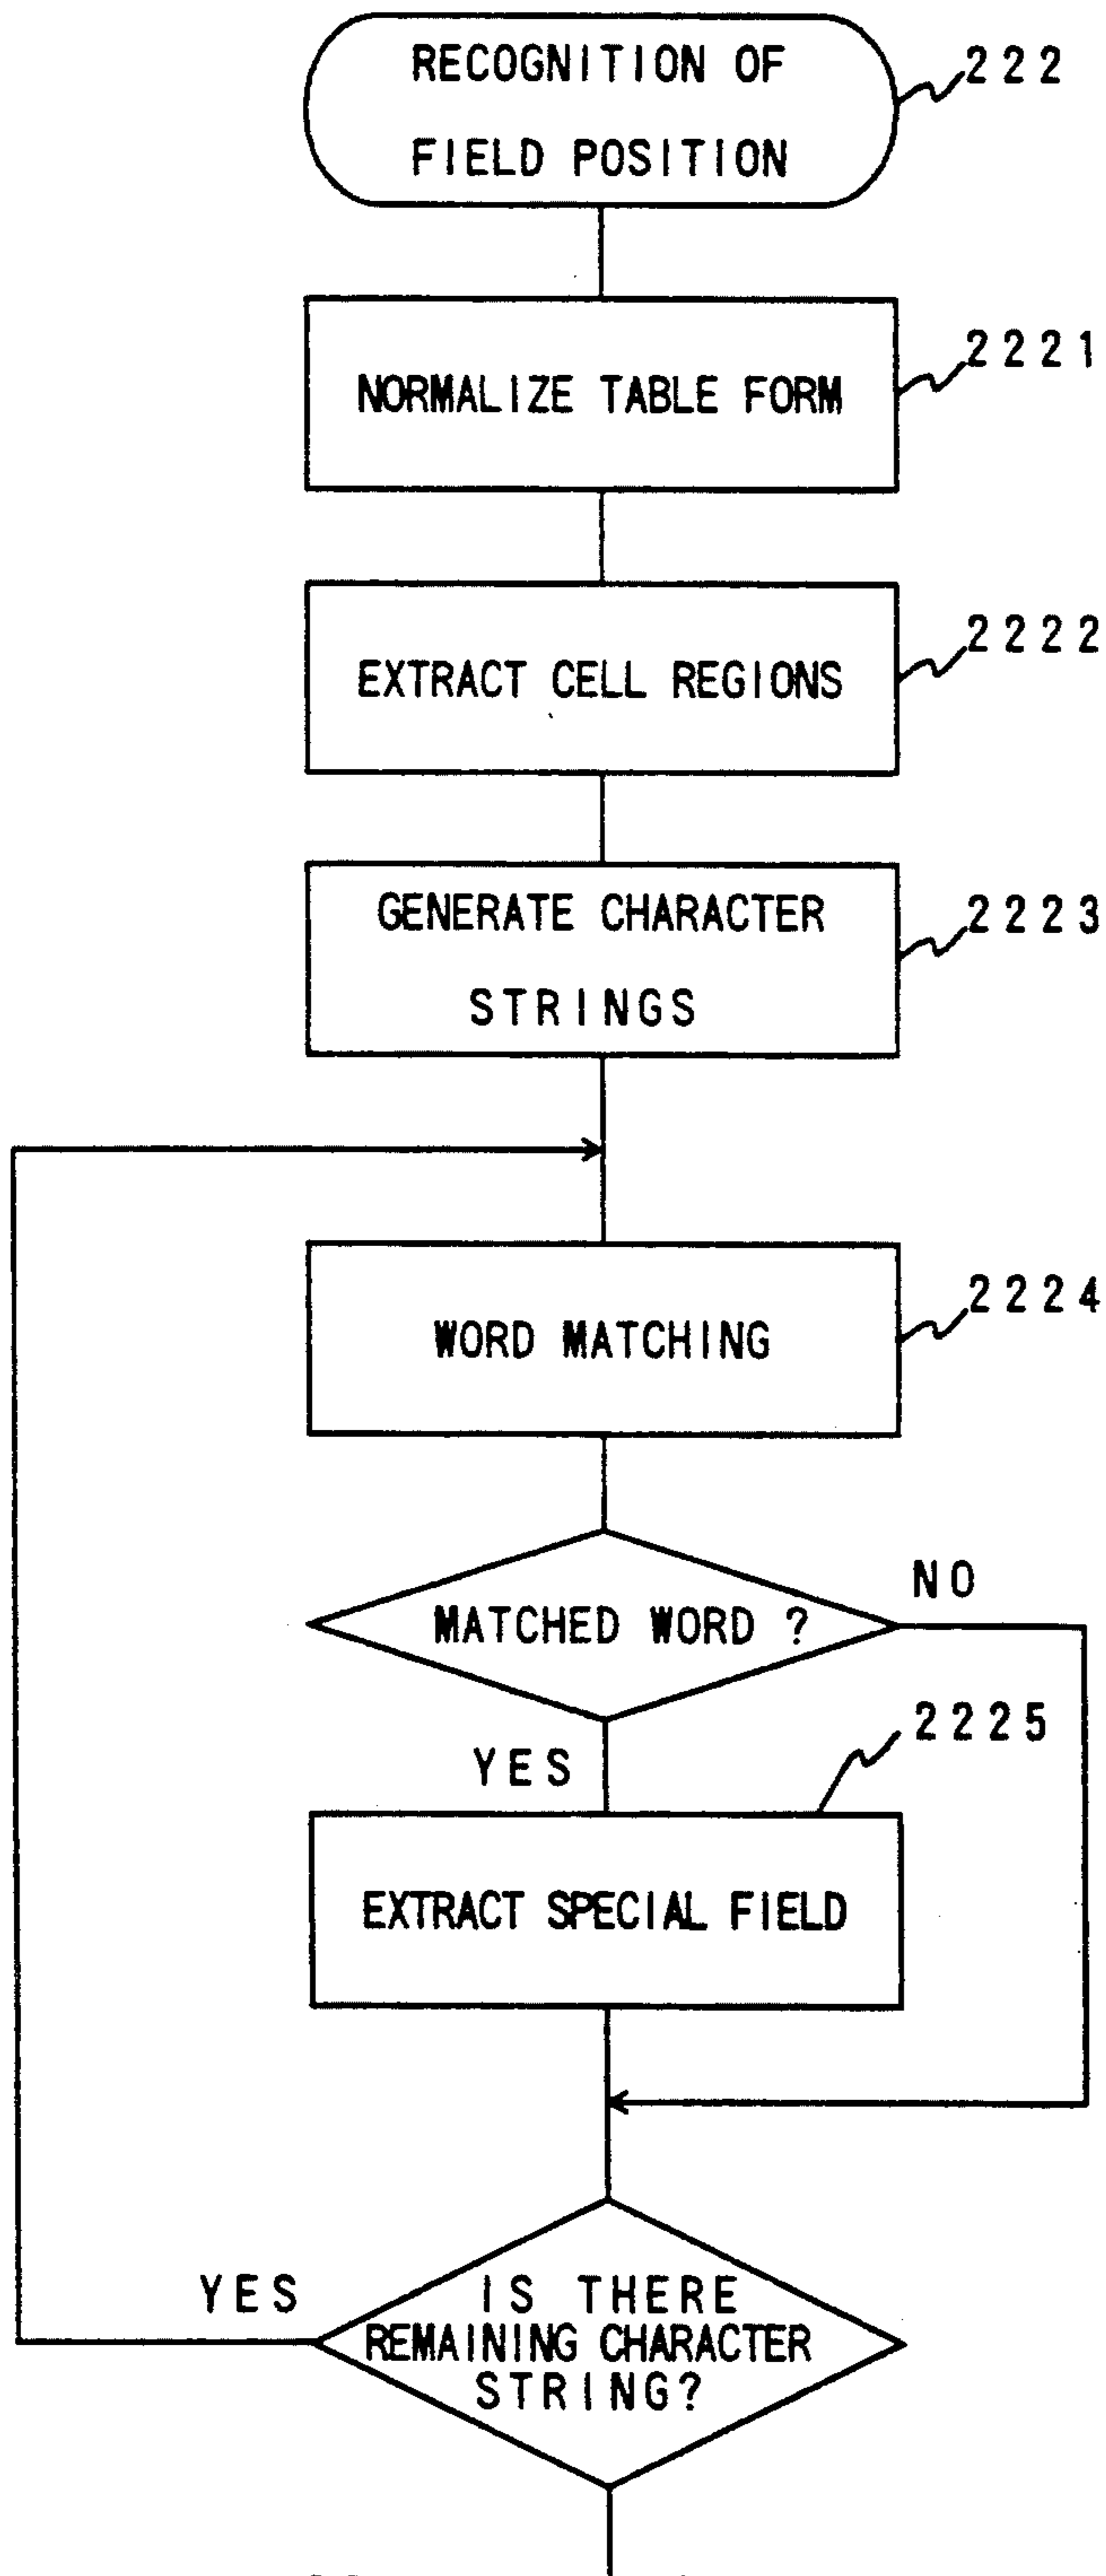 RECOGNITION OF
FIELD POSITION
222
NORMALIZE TABLE FORM
2221
EXTRACT CELL REGIONS
2222
GENERATE CHARACTER
STRINGS
2223
WORD MATCHING
2224
MATCHED WORD ?
NO
YES
2225
EXTRACT SPECIAL FIELD
YES
IS THERE
REMAINING CHARACTER
STRING?